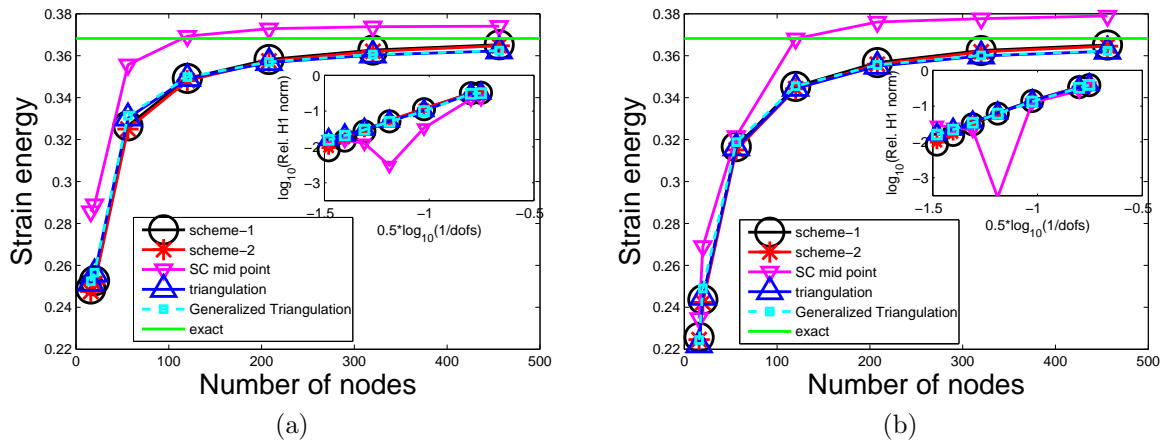 0.38
0.36
0.34
0.32
0.3
0.28
0.26
0.24
0.22
0
100
200
300
400
500
Strain energy
Number of nodes
scheme−1
scheme−2
SC mid point
triangulation
Generalized Triangulation
exact
0
−1
−2
−3
−1.5
−1
−0.5
log10(Rel. H1 norm)
0.5*log10(1/dofs)
(a)
0.38
0.36
0.34
0.32
0.3
0.28
0.26
0.24
0.22
0
100
200
300
400
500
Strain energy
Number of nodes
scheme−1
scheme−2
SC mid point
triangulation
Generalized Triangulation
exact
0
−1
−2
−3
−1.5
−1
−0.5
log10(Rel. H1 norm)
0.5*log10(1/dofs)
(b)